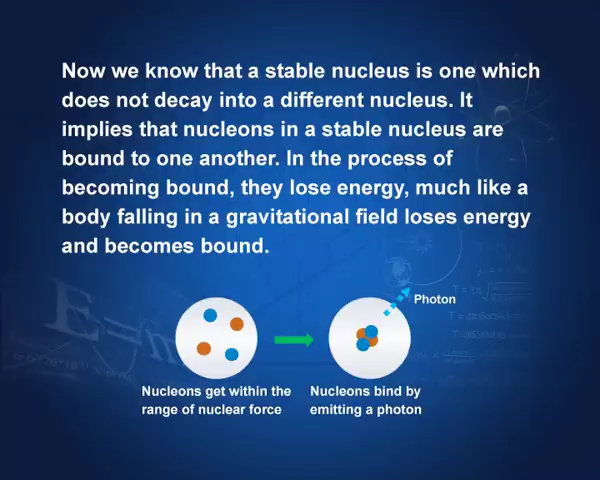 Now we know that a stable nucleus is one which
does not decay into a different nucleus. It
implies that nucleons in a stable nucleus are
bound to one another. In the process of
becoming bound, they lose energy, much like a
body falling in a gravitational field loses energy
and becomes bound.
Photon
Nucleons get within the
range of nuclear force
Nucleons bind by
emitting a photon